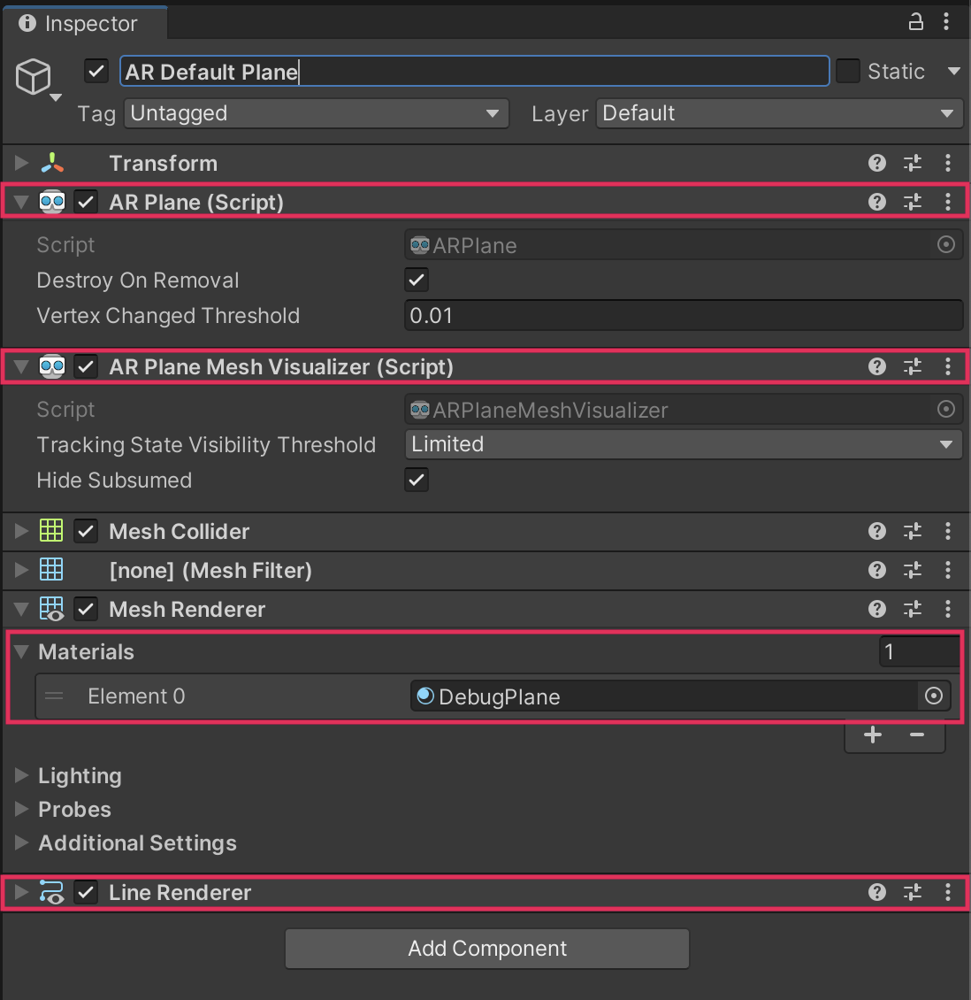 Inspector
AR Default Plane Static
Tag Untagged Layer Default
Transform
AR Plane (Script)
Script ARPlane
Destroy On Removal
Vertex Changed Threshold 0.01
AR Plane Mesh Visualizer (Script)
Script ARPlaneMeshVisualizer
Tracking State Visibility Threshold Limited
Hide Subsumed
Mesh Collider
[none] (Mesh Filter)
Mesh Renderer
Materials 1
Element 0 DebugPlane
Lighting
Probes
Additional Settings
Line Renderer
Add Component